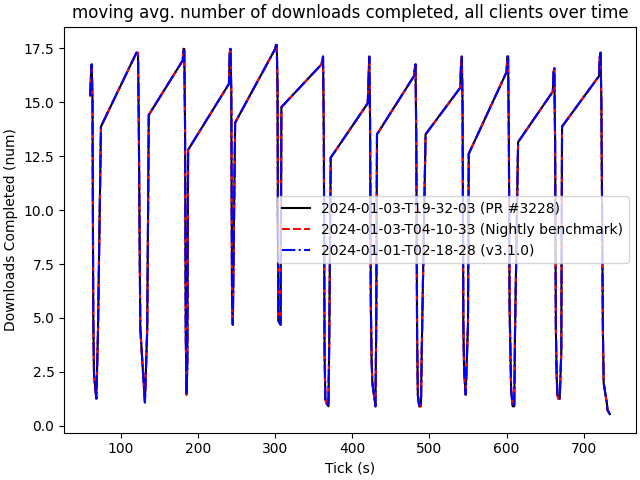 moving avg. number of downloads completed, all clients over time
Downloads Completed (num)
17.5
15.0
12.5
10.0
7.5
5.0
2.5
0.0
2024-01-03-T19-32-03 (PR #3228)
2024-01-03-T04-10-33 (Nightly benchmark)
2024-01-01-T02-18-28 (v3.1.0)
100 200 300 400 500 600 700
Tick (s)